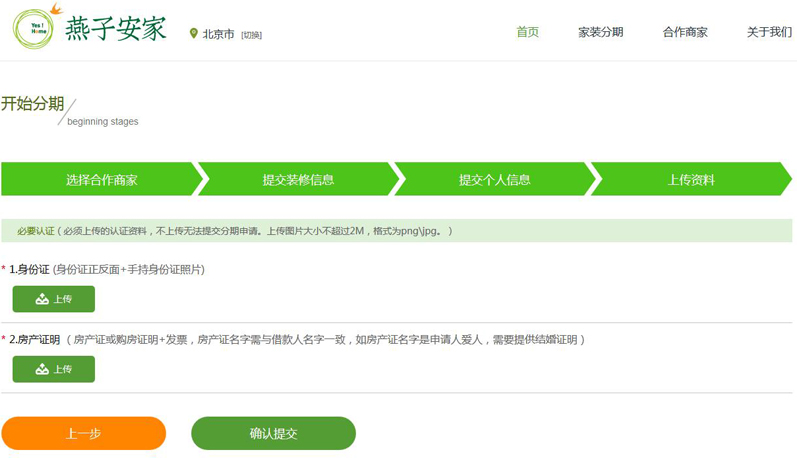 Yes !
Home
燕子安家
北京市 [切换]
首页 家装分期 合作商家 关于我们
开始分期
beginning stages
选择合作商家 提交装修信息 提交个人信息 上传资料
必要认证（必须上传的认证资料，不上传无法提交分期申请。上传图片大小不超过2M，格式为png\jpg。）
* 1.身份证 (身份证正反面+手持身份证照片)
上传
* 2.房产证明（房产证或购房证明+发票，房产证名字需与借款人名字一致，如房产证名字是申请人爱人，需要提供结婚证明）
上传
上一步 确认提交